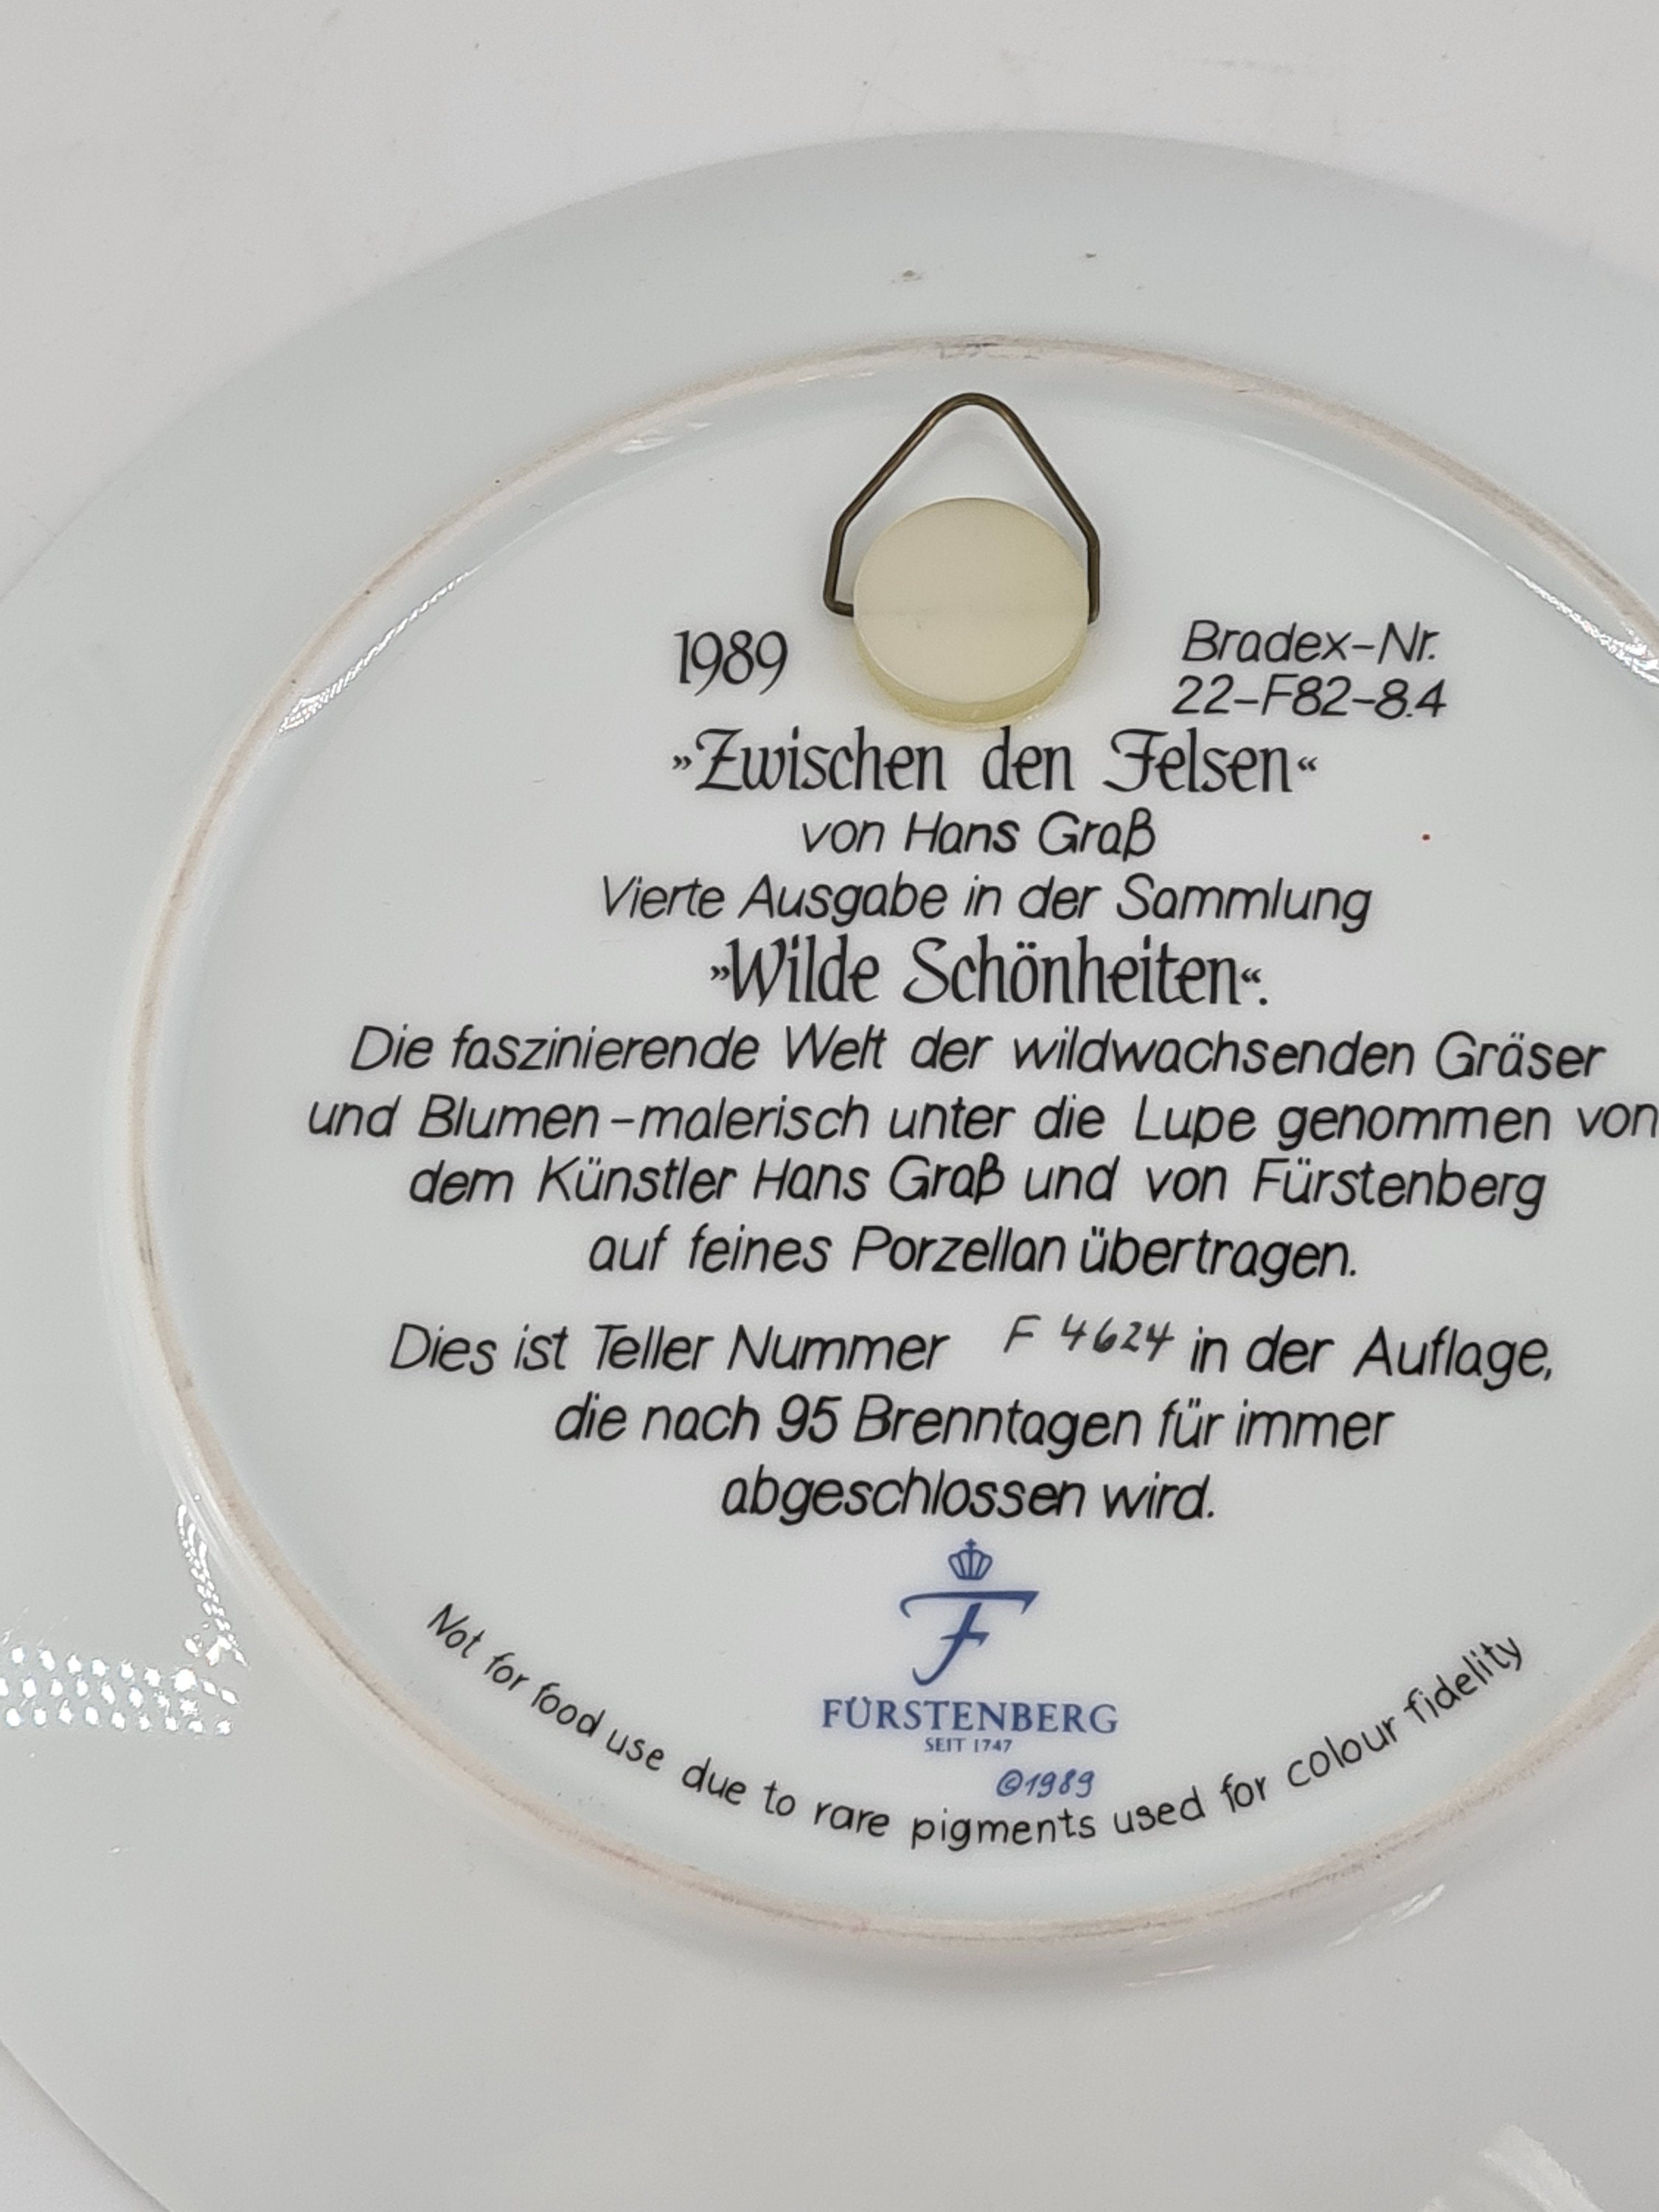 1989
Bradex-Nr.
22-F82-8.4
»Zwischen den Felsen«
von Hans Graß
Vierte Ausgabe in der Sammlung
»Wilde Schönheiten«.
Die faszinierende Welt der wildwachsenden Gräser
und Blumen-malerisch unter die Lupe genommen von
dem Künstler Hans Graß und von Fürstenberg
auf feines Porzellan übertragen.
Dies ist Teller Nummer F 4624 in der Auflage,
die nach 95 Brenntagen für immer
abgeschlossen wird.
F
FÜRSTENBERG
SEIT 1747
©1989
Not for food use due to rare pigments used for colour fidelity